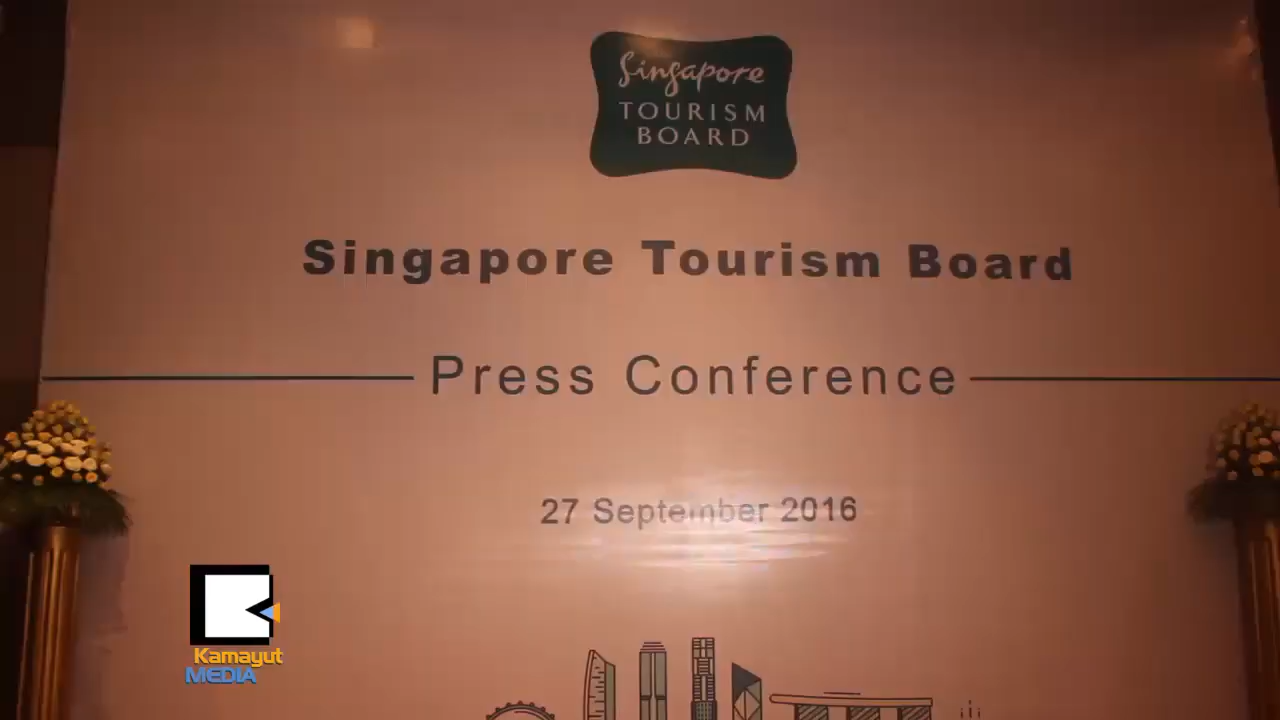 Singapore
TOURISM
BOARD
Singapore Tourism Board
Press Conference
27 September 2016
Kamayut
MEDIA